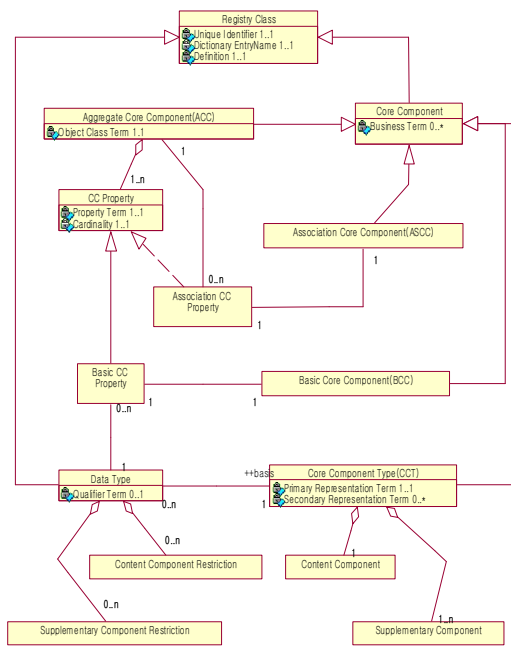 Registry Class
Unique Identifier 1..1
Dictionary EntryName 1..1
Definition 1..1
Aggregate Core Component(ACC)
Object Class Term 1.1
Core Component
Business Term 0..*
1
1..n
CC Property
Property Term 1..1
Cardinality 1..1
Association Core Component(ASCC)
1
0..n
Association CC
Property
1
Basic CC
Property
Basic Core Component(BCC)
0..n
1
1
1
++basis
Data Type
Qualifier Term 0..1
0..n
1
Core Component Type(CCT)
Primary Representation Term 1..1
Secondary Representation Term 0..*
0..n
1
Content Component Restriction
Content Component
0..n
1..n
Supplementary Component Restriction
Supplementary Component